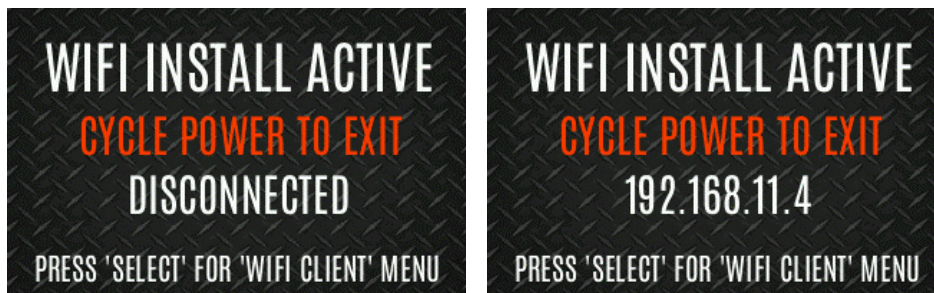 WIFI INSTALL ACTIVE
CYCLE POWER TO EXIT
DISCONNECTED
PRESS 'SELECT' FOR 'WIFI CLIENT' MENU
WIFI INSTALL ACTIVE
CYCLE POWER TO EXIT
192.168.11.4
PRESS 'SELECT' FOR 'WIFI CLIENT' MENU